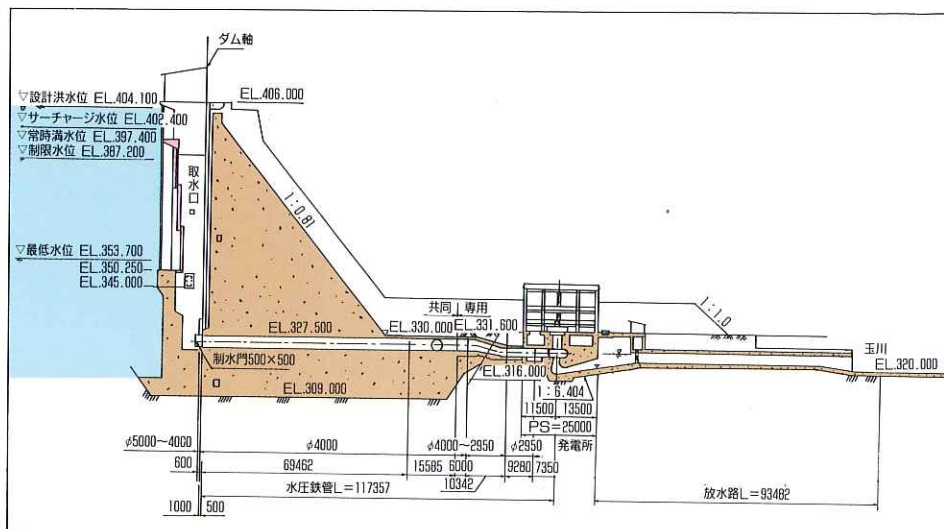 ダム軸
▽設計洪水位 EL.404.100
EL.406.000
▽サーチャージ水位 EL.402.400
▽常時満水位 EL.397.400
▽制限水位 EL.387.200
取水口
1:0.81
▽最低水位 EL.353.700
EL.350.250
EL.345.000
共同
専用
1:1.0
EL.327.500
EL.330.000
EL.331.600
制水門500×500
玉川
EL.320.000
EL.316.000
EL.309.000
1:6.404
11500
13500
PS=25000
発電所
φ5000～4000
φ4000
φ4000～2950
φ2950
600
69462
15585
6000
9280
7350
10342
水圧鉄管L=117357
放水路L=93482
1000
500